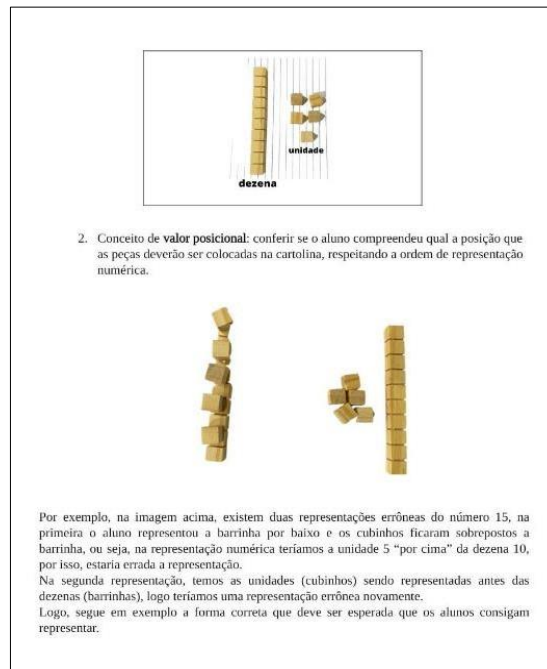 unidade
dezena
2. Conceito de valor posicional: conferir se o aluno compreendeu qual a posição que
as peças deverão ser colocadas na cartolina, respeitando a ordem de representação
numérica.
Por exemplo, na imagem acima, existem duas representações errôneas do número 15, na
primeira o aluno representou a barrinha por baixo e os cubinhos ficaram sobrepostos a
barrinha, ou seja, na representação numérica teríamos a unidade 5 “por cima” da dezena 10,
por isso, estaria errada a representação.
Na segunda representação, temos as unidades (cubinhos) sendo representadas antes das
dezenas (barrinhas), logo teríamos uma representação errônea novamente.
Logo, segue em exemplo a forma correta que deve ser esperada que os alunos consigam
representar.